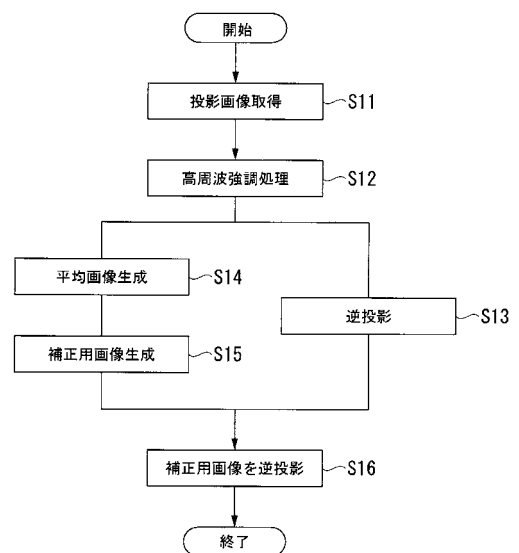 開始
投影画像取得
S11
高周波強調処理
S12
平均画像生成
S14
逆投影
S13
補正用画像生成
S15
補正用画像を逆投影
S16
終了